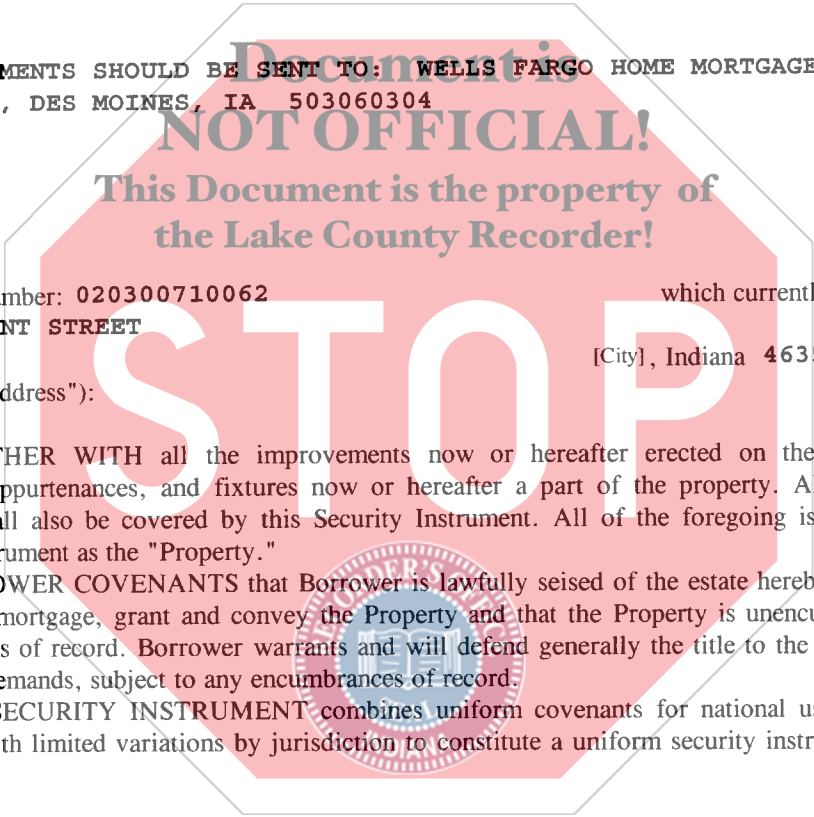 Document is
MENTS SHOULD BE SENT TO: WELLS FARGO HOME MORTGAGE
, DES MOINES, IA 503060304
NOT OFFICIAL!
This Document is the property of
the Lake County Recorder!
mber: 020300710062 which currentl
NT STREET
[City], Indiana 463
ddress"):
STOP
THER WITH all the improvements now or hereafter erected on the
ppurtenances, and fixtures now or hereafter a part of the property. A
ll also be covered by this Security Instrument. All of the foregoing is
rument as the "Property."
OWER COVENANTS that Borrower is lawfully seised of the estate hereb
mortgage, grant and convey the Property and that the Property is unencu
s of record. Borrower warrants and will defend generally the title to the
emands, subject to any encumbrances of record.
SECURITY INSTRUMENT combines uniform covenants for national us
th limited variations by jurisdiction to constitute a uniform security instr
INDIANA